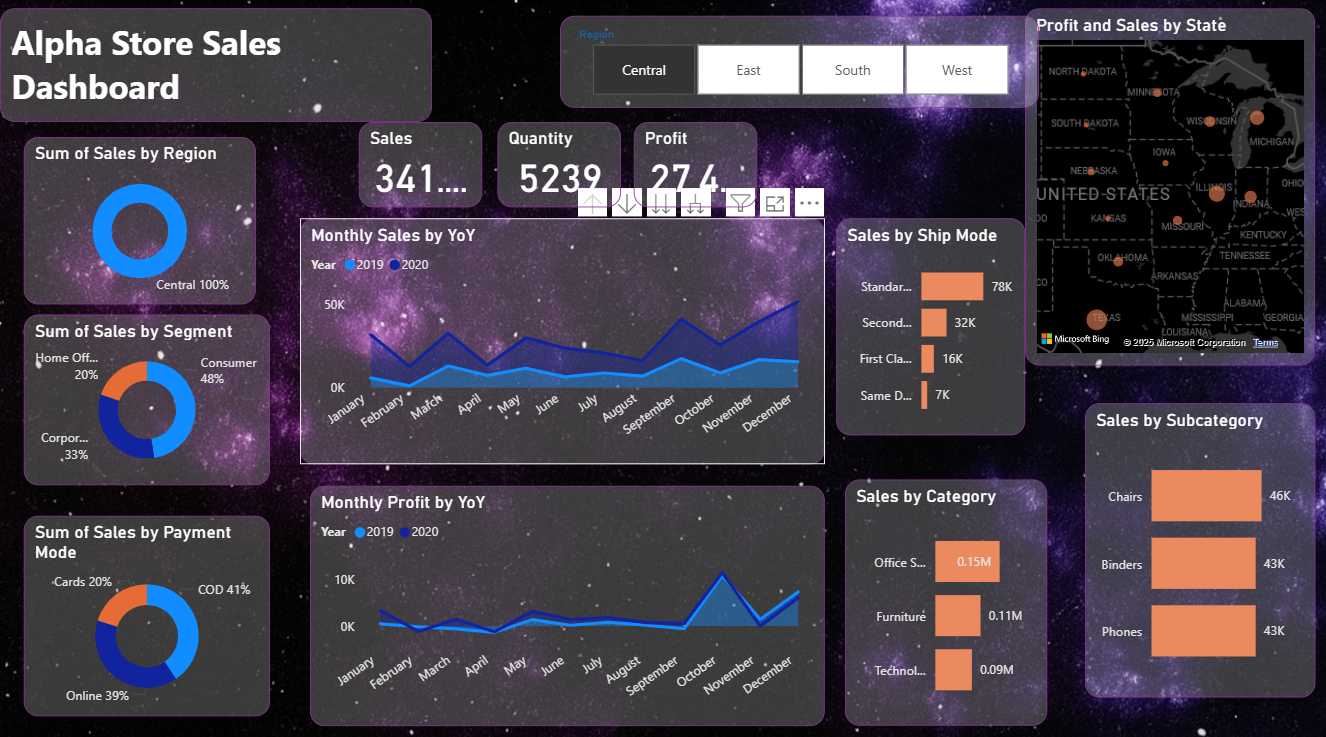 Alpha Store Sales
Dashboard
Region
Central
East
South
West
Profit and Sales by State
NORTH DAKOTA
MINNESOTA
SOUTH DAKOTA
WISCONSIN
MICHIGAN
IOWA
NEBRASKA
ILLINOIS
OHIO
UNITED STATES
INDIANA
KANSAS
MISSOURI
WES
KENTUCKY
OKLAHOMA
TENNESSEE
ARKANSAS
ALABAMA
MISSISSIPPI
GEORGIA
TEXAS
LOUISIANA
Microsoft Bing
© 2025 Microsoft Corporation
Terms
Sales
341....
Quantity
5239
Profit
27.4...
Sum of Sales by Region
Central 100%
Sum of Sales by Segment
Home Off...
20%
Consumer
48%
Corpor...
33%
Sum of Sales by Payment
Mode
Cards 20%
COD 41%
Online 39%
Monthly Sales by YoY
Year 2019 2020
50K
0K
January
February
March
April
May
June
July
August
September
October
November
December
Monthly Profit by YoY
Year 2019 2020
10K
0K
January
February
March
April
May
June
July
August
September
October
November
December
Sales by Ship Mode
Standar... 78K
Second... 32K
First Cla... 16K
Same D... 7K
Sales by Category
Office S... 0.15M
Furniture 0.11M
Technol... 0.09M
Sales by Subcategory
Chairs 46K
Binders 43K
Phones 43K